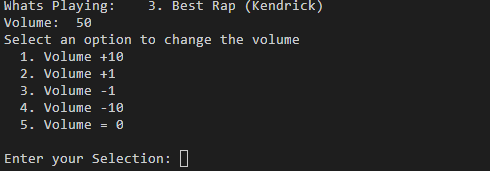 Whats Playing:    3. Best Rap (Kendrick)
Volume:  50
Select an option to change the volume
  1. Volume +10
  2. Volume +1
  3. Volume -1
  4. Volume -10
  5. Volume = 0

Enter your Selection: